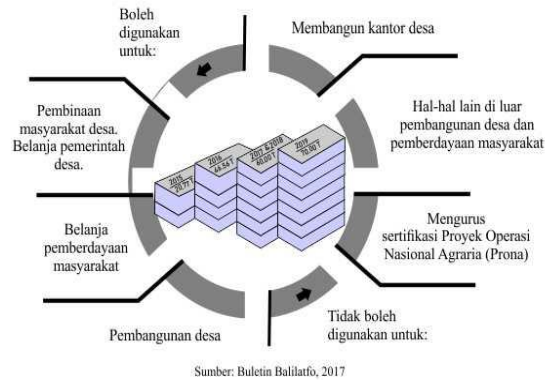 Boleh
digunakan
untuk:
Pembinaan
masyarakat desa.
Belanja pemerintah
desa.
Belanja
pemberdayaan
masyarakat
Pembangunan desa
Membangun kantor desa
Hal-hal lain di luar
pembangunan desa dan
pemberdayaan masyarakat
Mengurus
sertifikasi Proyek Operasi
Nasional Agraria (Prona)
Tidak boleh
digunakan untuk:
2015
20,77 T
2016
46,56 T
2017 & 2018
60,00 T
2019
70,00 T
Sumber: Buletin Balilatfo, 2017